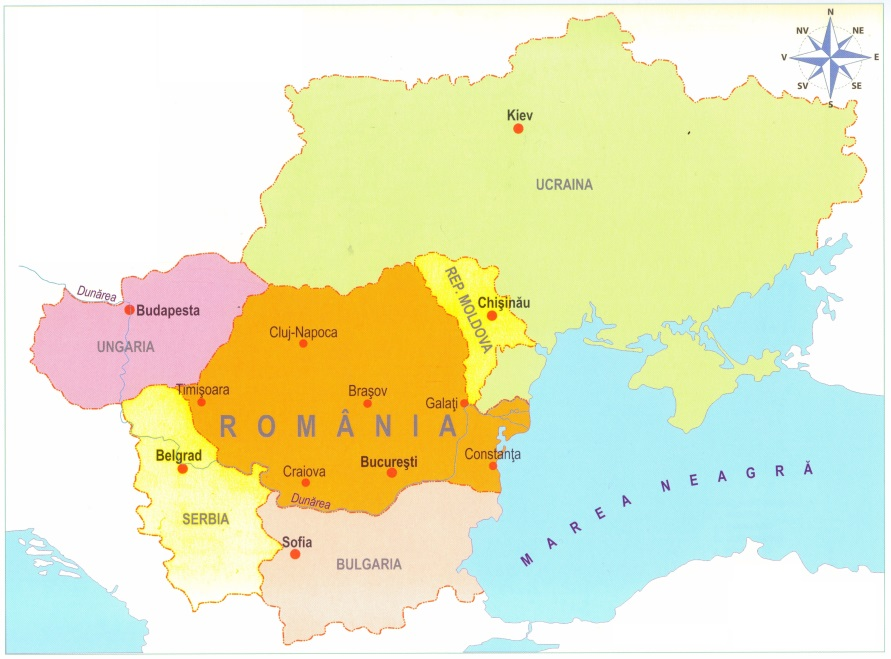 N
NV
NE
V
E
SV
SE
S
Kiev
UCRAINA
REP. MOLDOVA
Dunărea
Chişinău
Budapesta
UNGARIA
Cluj-Napoca
Timişoara
Braşov
Galaţi
ROMÂNIA
Belgrad
Bucureşti
Constanţa
Craiova
Dunărea
MAREA NEAGRĂ
SERBIA
Sofia
BULGARIA